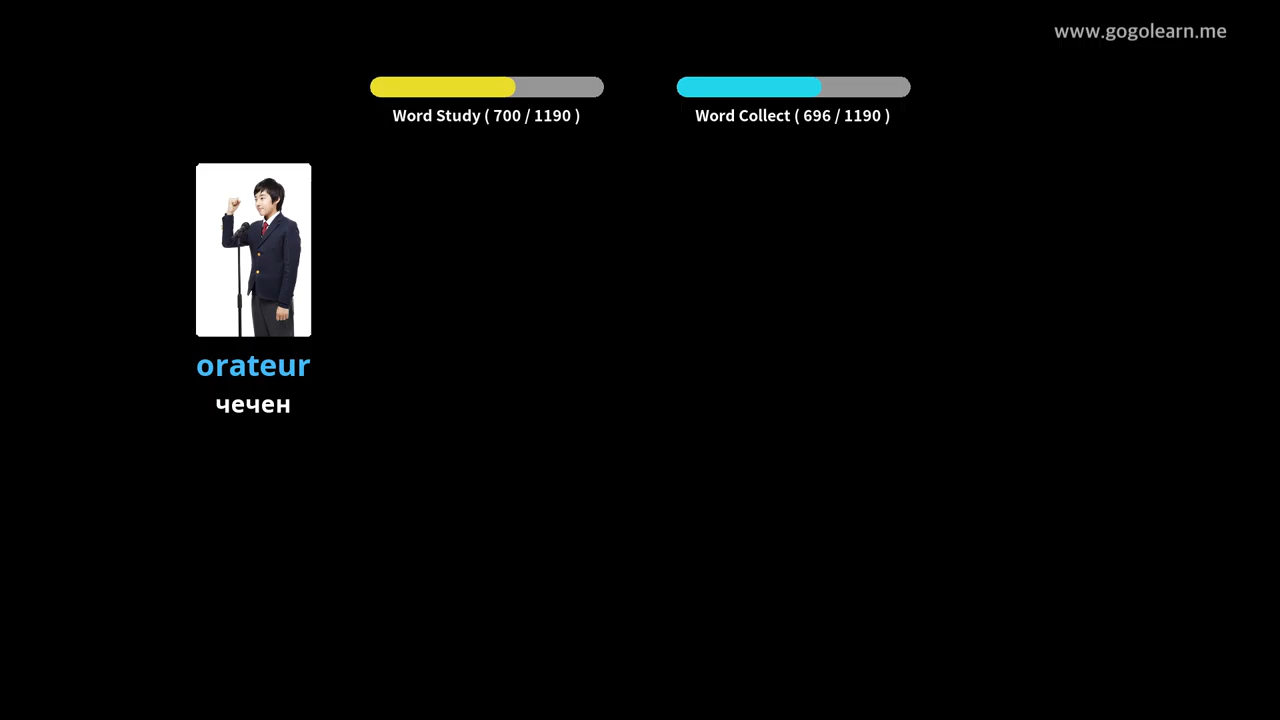 www.gogolearn.me
Word Study ( 700 / 1190 )
Word Collect ( 696 / 1190 )
orateur
чечен